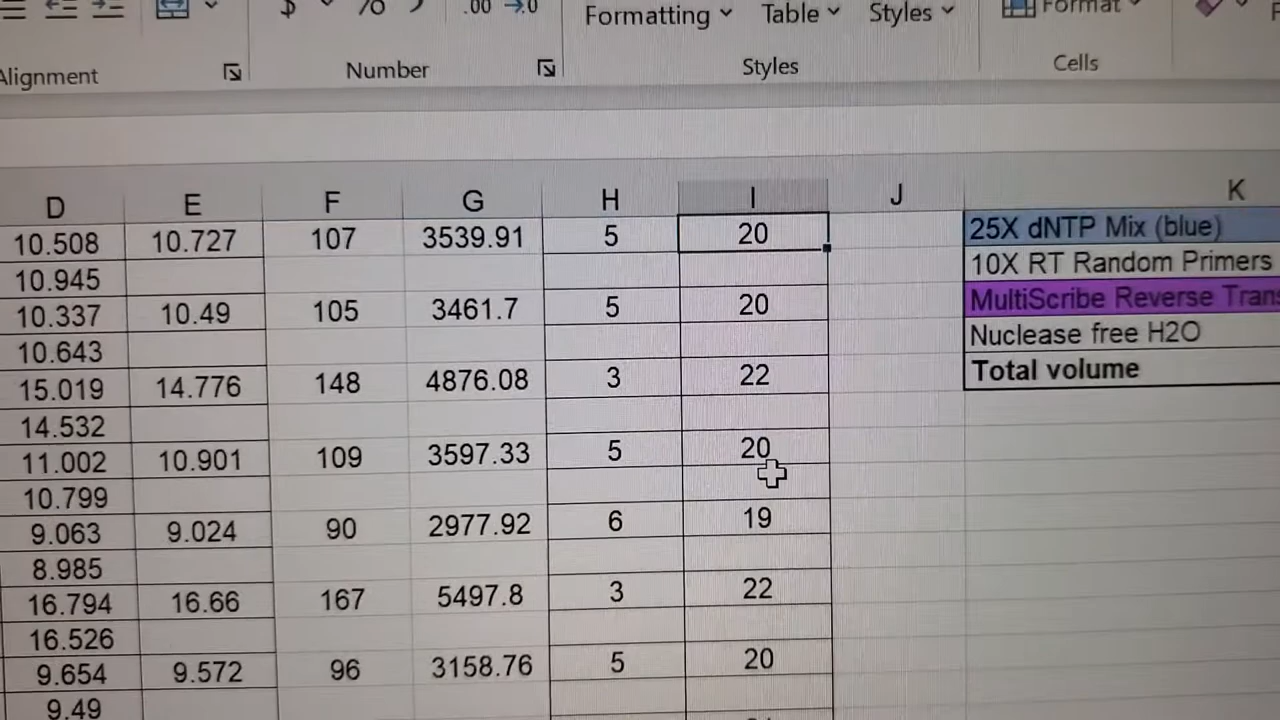 $ % .00 →.0 Format
Formatting Table Styles
Alignment Number Styles Cells
D E F G H I J K
10.508 10.727 107 3539.91 5 20 25X dNTP Mix (blue)
10.945 10X RT Random Primers
10.337 10.49 105 3461.7 5 20 MultiScribe Reverse Trans
10.643 Nuclease free H2O
15.019 14.776 148 4876.08 3 22 Total volume
14.532
11.002 10.901 109 3597.33 5 20
10.799
9.063 9.024 90 2977.92 6 19
8.985
16.794 16.66 167 5497.8 3 22
16.526
9.654 9.572 96 3158.76 5 20
9.49